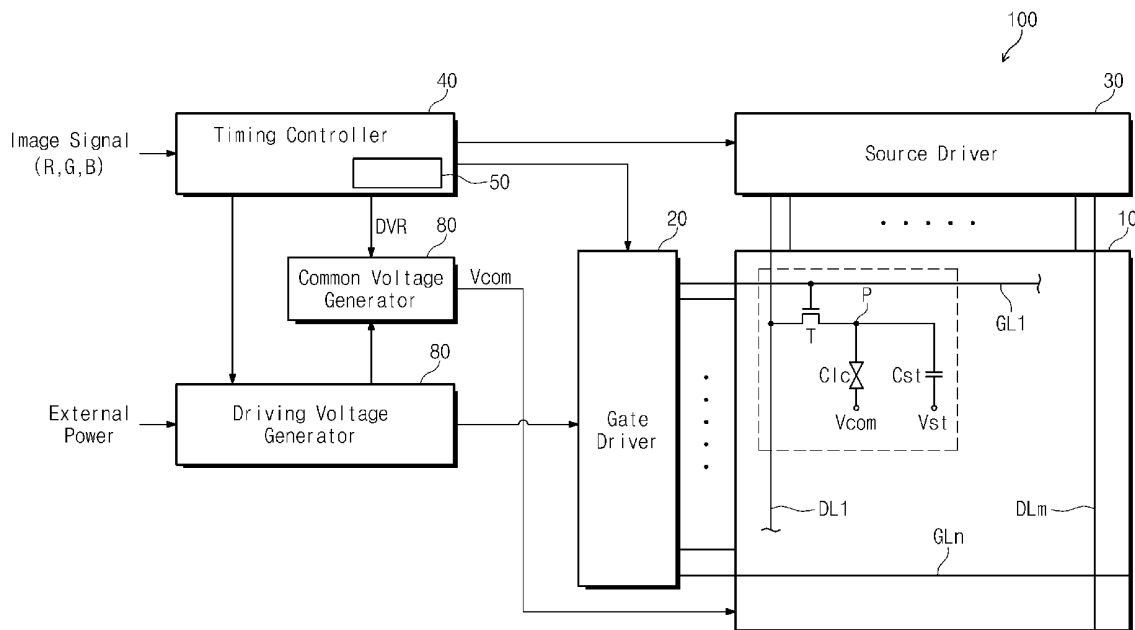 100
40
30
Image Signal
(R,G,B)
Timing Controller
50
Source Driver
DVR
80
20
10
Common Voltage
Generator
Vcom
P
GL1
T
Clc
Cst
Vcom
Vst
80
External
Power
Driving Voltage
Generator
Gate
Driver
DL1
DLm
GLn